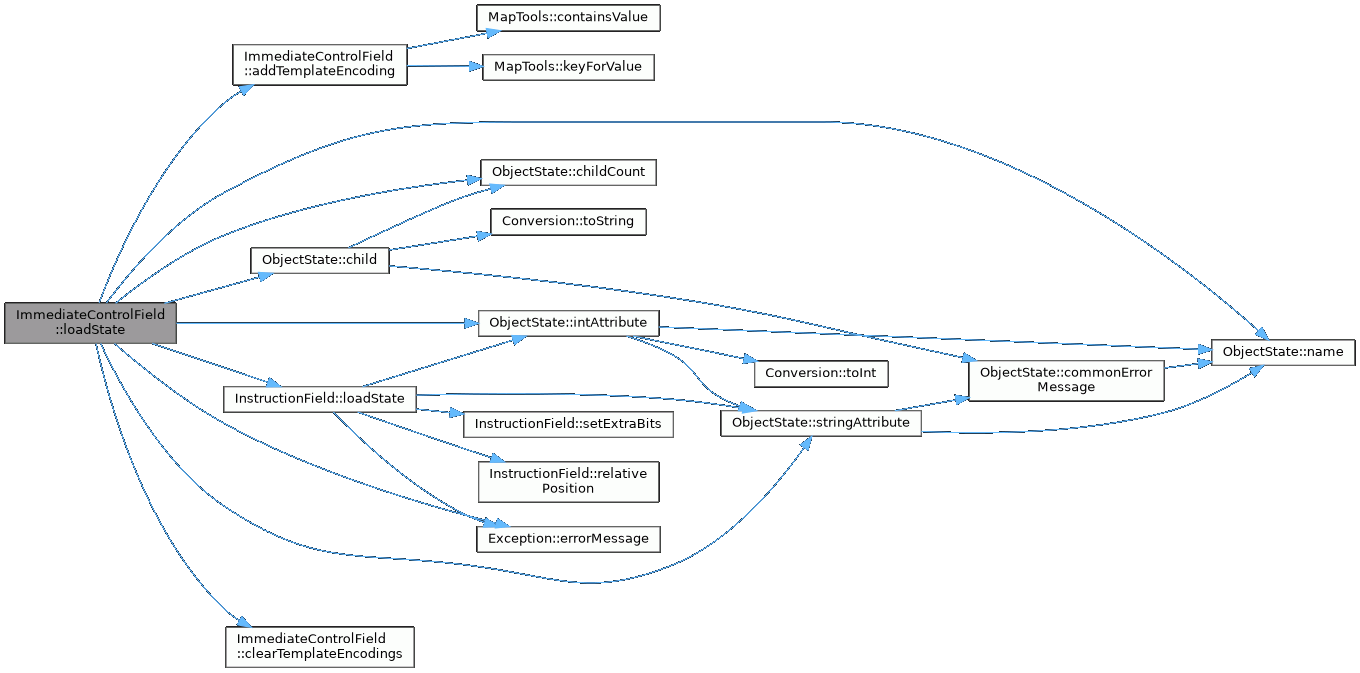 MapTools::containsValue
ImmediateControlField
::addTemplateEncoding
MapTools::keyForValue
ObjectState::childCount
Conversion::toString
ObjectState::child
ImmediateControlField
::loadState
ObjectState::intAttribute
ObjectState::name
Conversion::toInt
ObjectState::commonError
Message
InstructionField::loadState
InstructionField::setExtraBits
ObjectState::stringAttribute
InstructionField::relative
Position
Exception::errorMessage
ImmediateControlField
::clearTemplateEncodings